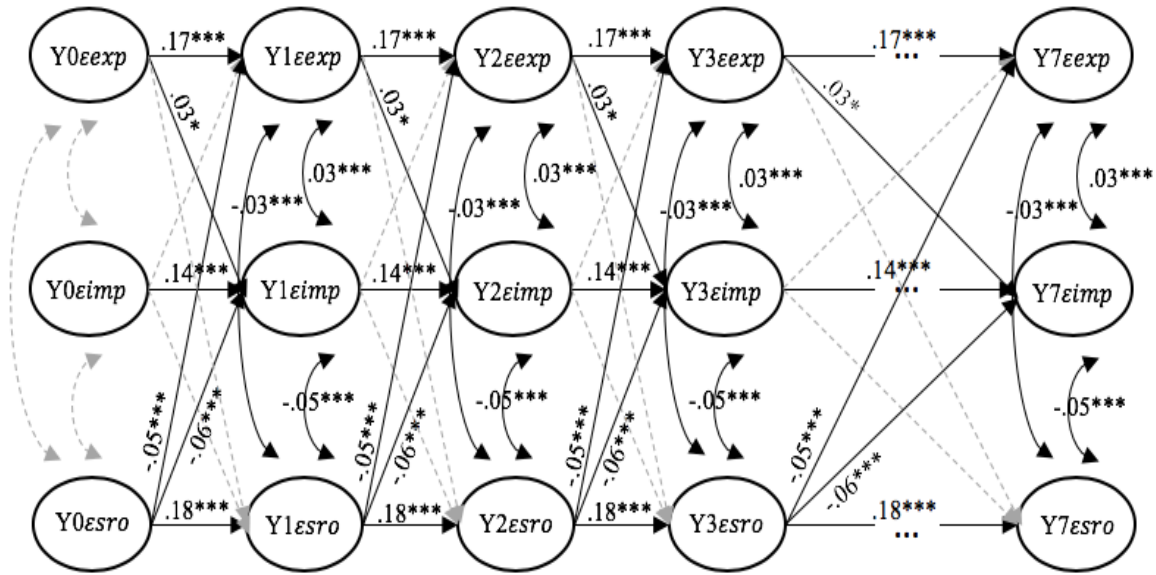 .17*** .17*** .17*** .17***
Y0εexp Y1εexp Y2εexp Y3εexp ... Y7εexp
.03* .03* .03* .03*
.03*** .03*** .03*** .03***
-.03*** -.03*** -.03*** -.03***
.14*** .14*** .14*** .14***
Y0εimp Y1εimp Y2εimp Y3εimp ... Y7εimp
-.05*** -.05*** -.05*** -.05***
-.05*** -.06*** -.05*** -.06*** -.05*** -.06*** -.05*** -.06***
.18*** .18*** .18*** .18***
Y0εsro Y1εsro Y2εsro Y3εsro ... Y7εsro